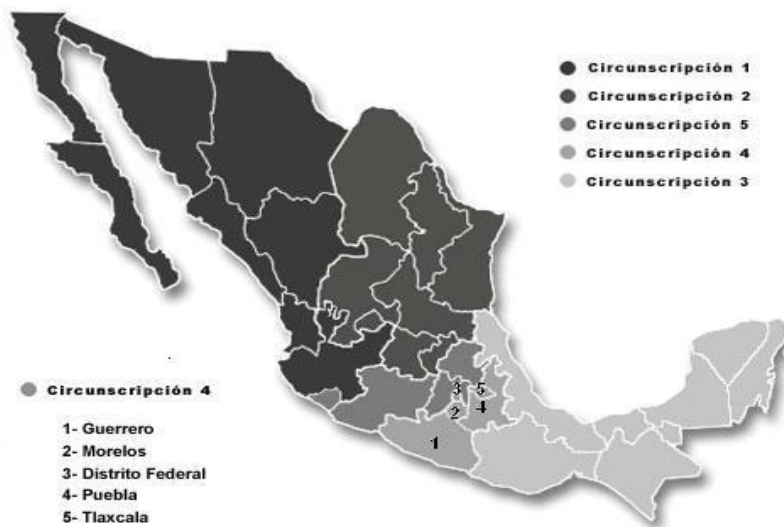 Circunscripción 1
Circunscripción 2
Circunscripción 5
Circunscripción 4
Circunscripción 3
3
5
2
4
1
Circunscripción 4
1- Guerrero
2- Morelos
3- Distrito Federal
4- Puebla
5- Tlaxcala